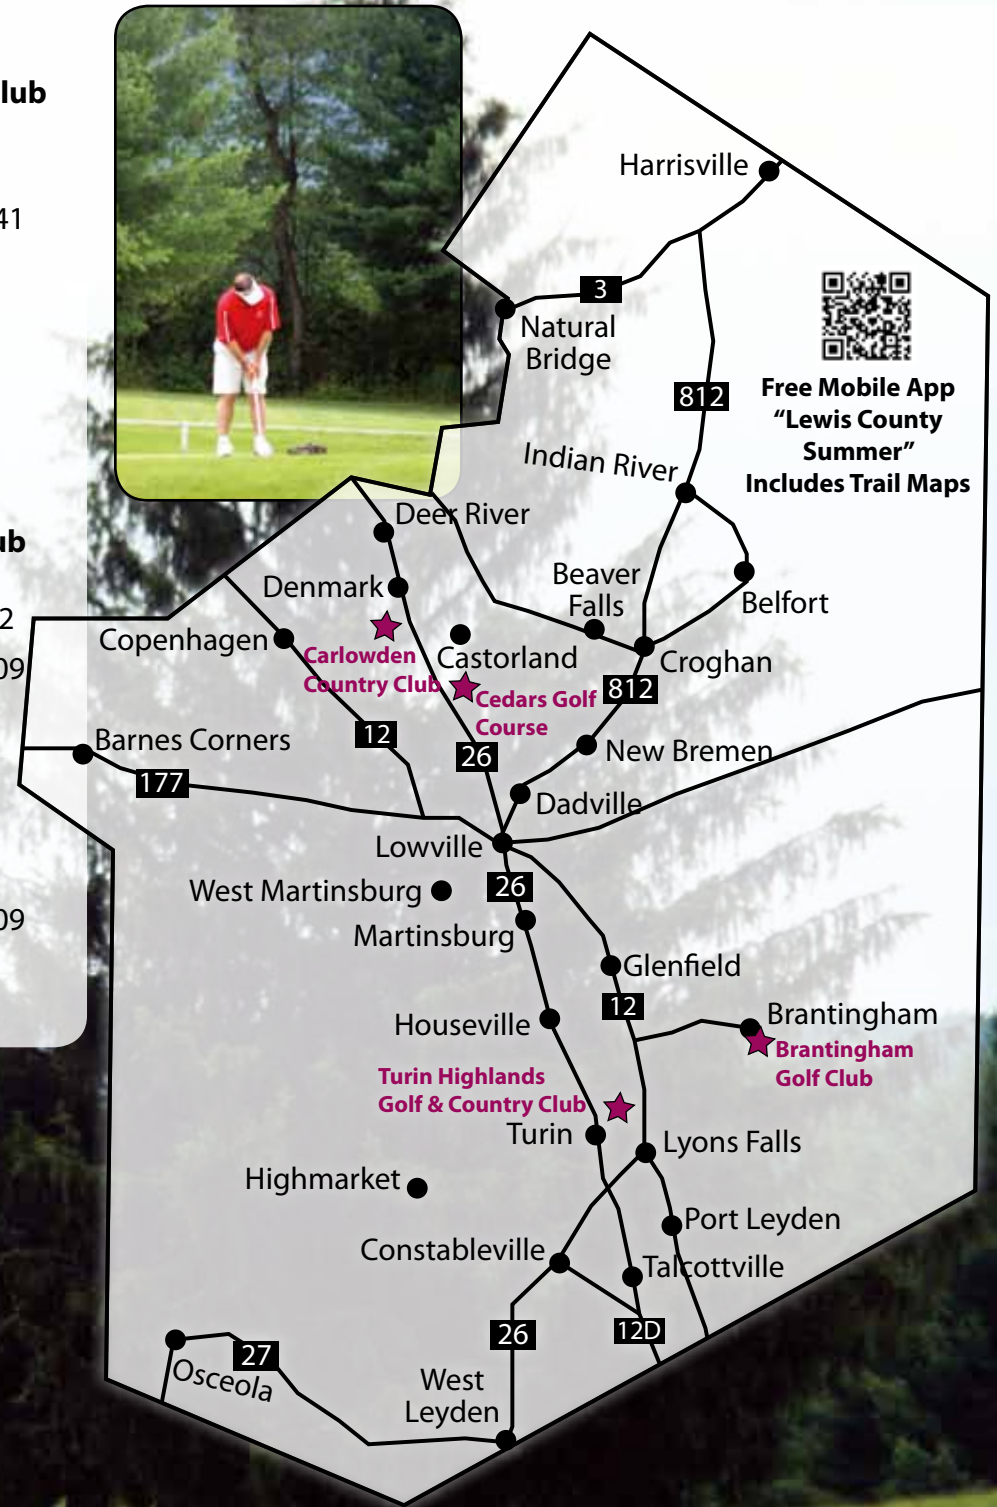 lub
41
ub
2
09
09
Harrisville
3
Natural
Bridge
812
Free Mobile App
“Lewis County
Summer”
Includes Trail Maps
Indian River
Deer River
Denmark
Beaver
Falls
Belfort
Copenhagen
Carlowden
Country Club
Castorland
Croghan
812
Cedars Golf
Course
12
26
Barnes Corners
177
New Bremen
Dadville
Lowville
West Martinsburg
26
Martinsburg
Glenfield
12
Houseville
Brantingham
Brantingham
Golf Club
Turin Highlands
Golf & Country Club
Turin
Lyons Falls
Highmarket
Port Leyden
Constableville
Talcottville
26
12D
27
Osceola
West
Leyden